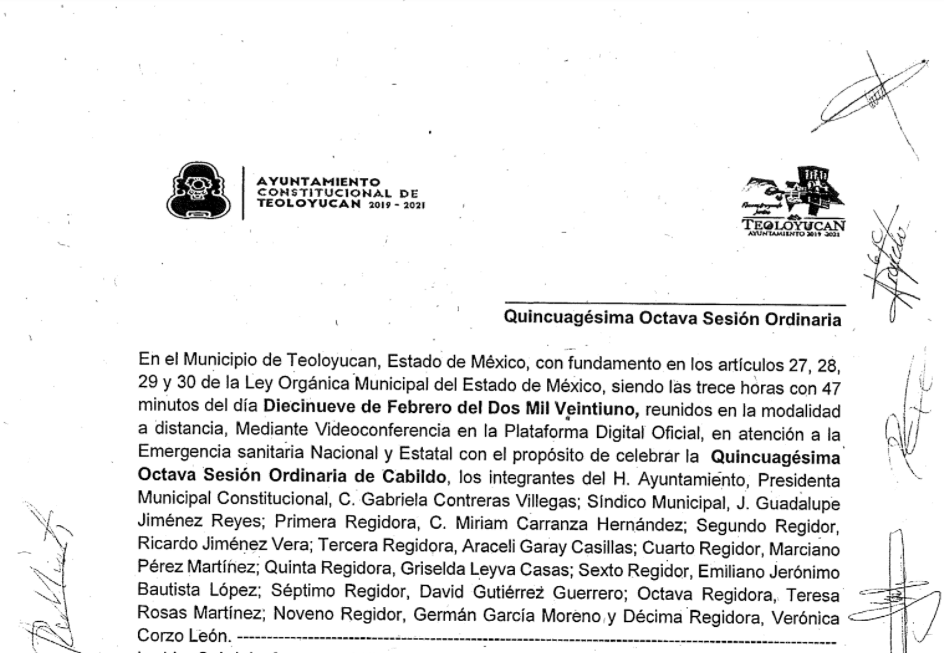 AYUNTAMIENTO
CONSTITUCIONAL DE
TEOLOYUCAN 2019 - 2021
TEOLOYUCAN
AYUNTAMIENTO 2019 - 2021
Quincuagésima Octava Sesión Ordinaria
En el Municipio de Teoloyucan, Estado de México, con fundamento en los artículos 27, 28,
29 y 30 de la Ley Orgánica Municipal del Estado de México, siendo las trece horas con 47
minutos del día Diecinueve de Febrero del Dos Mil Veintiuno, reunidos en la modalidad
a distancia, Mediante Videoconferencia en la Plataforma Digital Oficial, en atención a la
Emergencia sanitaria Nacional y Estatal con el propósito de celebrar la Quincuagésima
Octava Sesión Ordinaria de Cabildo, los integrantes del H. Ayuntamiento, Presidenta
Municipal Constitucional, C. Gabriela Contreras Villegas; Síndico Municipal, J. Guadalupe
Jiménez Reyes; Primera Regidora, C. Miriam Carranza Hernández; Segundo Regidor,
Ricardo Jiménez Vera; Tercera Regidora, Araceli Garay Casillas; Cuarto Regidor, Marciano
Pérez Martínez; Quinta Regidora, Griselda Leyva Casas; Sexto Regidor, Emiliano Jerónimo
Bautista López; Séptimo Regidor, David Gutiérrez Guerrero; Octava Regidora, Teresa
Rosas Martínez; Noveno Regidor, Germán García Moreno y Décima Regidora, Verónica
Corzo León. ---